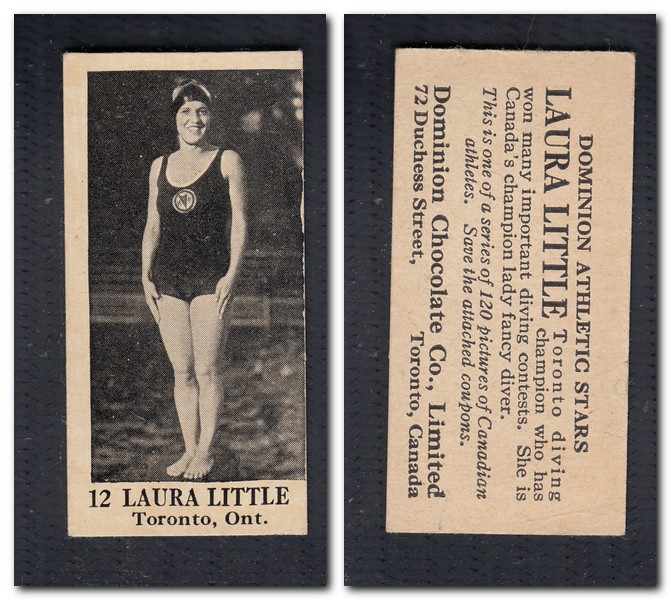 12 LAURA LITTLE
Toronto, Ont.
DOMINION ATHLETIC STARS
LAURA LITTLE Toronto diving
champion who has
won many important diving contests. She is
Canada's champion lady fancy diver.
This is one of a series of 120 pictures of Canadian
athletes. Save the attached coupons.
Dominion Chocolate Co., Limited
72 Duchess Street, Toronto, Canada